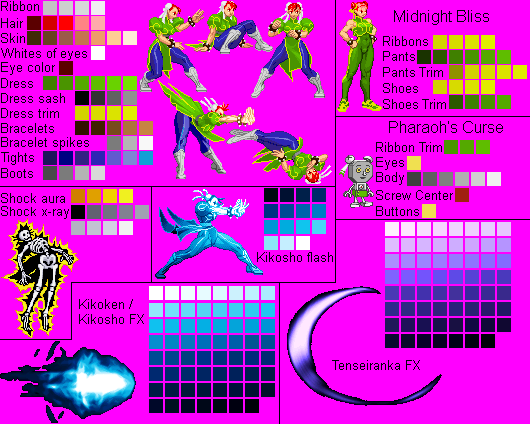 Ribbon
Hair
Skin
Whites of eyes
Eye color
Dress
Dress sash
Dress trim
Bracelets
Bracelet spikes
Tights
Boots
Midnight Bliss
Ribbons
Pants
Pants Trim
Shoes
Shoes Trim
Pharaoh's Curse
Ribbon Trim
Eyes
Body
Screw Center
Buttons
Shock aura
Shock x-ray
Kikosho flash
Kikoken /
Kikosho FX
Tenseiranka FX